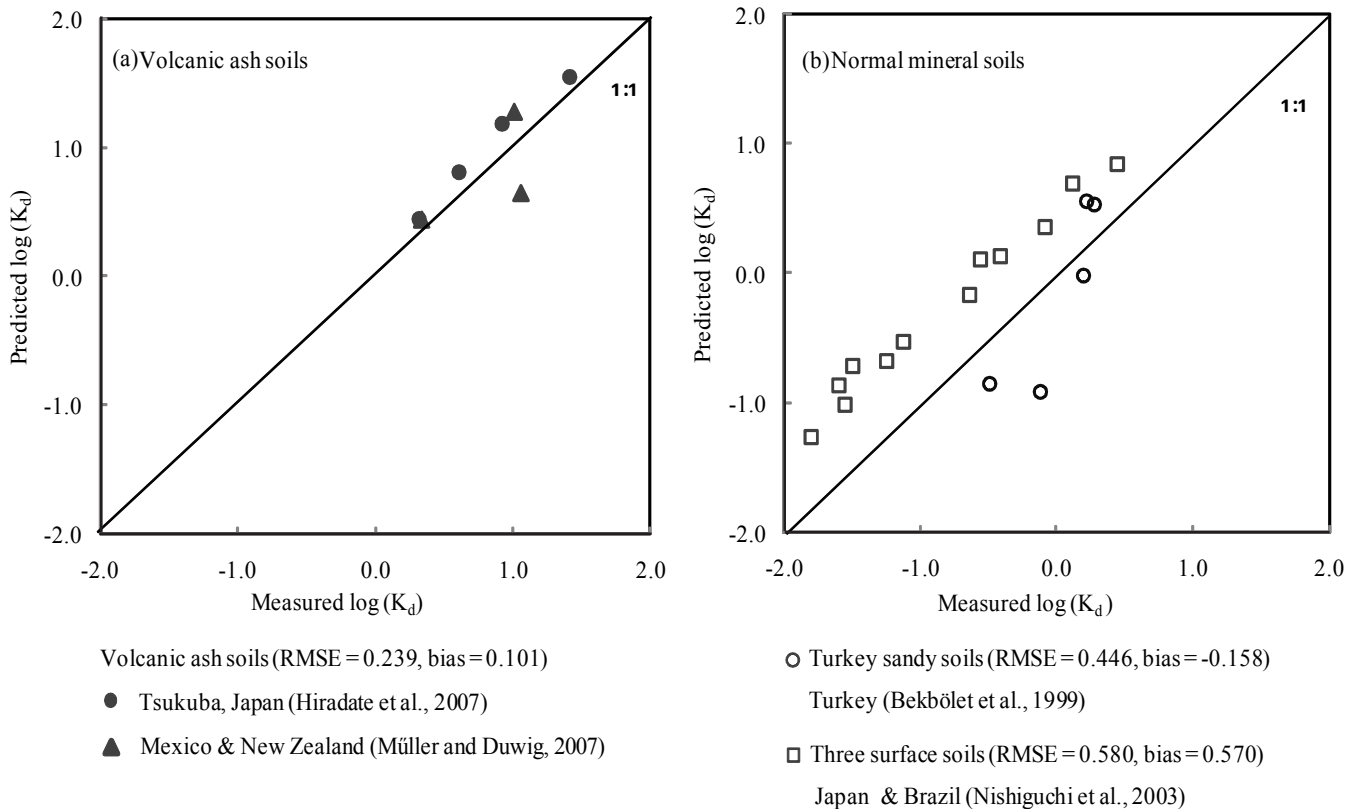 (a) Volcanic ash soils
1:1
2.0
1.0
0.0
-1.0
-2.0
Predicted log (Kd)
-2.0 -1.0 0.0 1.0 2.0
Measured log (Kd)
Volcanic ash soils (RMSE = 0.239, bias = 0.101)
Tsukuba, Japan (Hiradate et al., 2007)
Mexico & New Zealand (Műller and Duwig, 2007)
(b) Normal mineral soils
1:1
2.0
1.0
0.0
-1.0
-2.0
Predicted log (Kd)
-2.0 -1.0 0.0 1.0 2.0
Measured log (Kd)
Turkey sandy soils (RMSE = 0.446, bias = -0.158)
Turkey (Bekbölet et al., 1999)
Three surface soils (RMSE = 0.580, bias = 0.570)
Japan & Brazil (Nishiguchi et al., 2003)